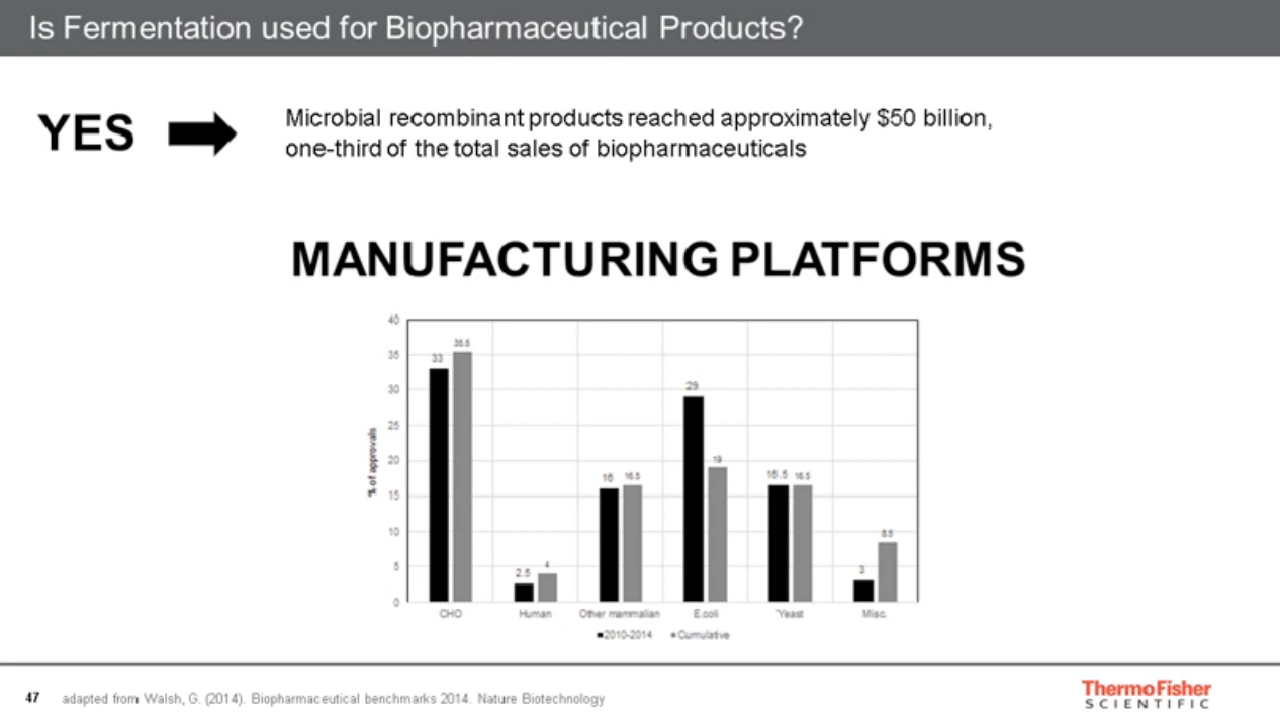 Is Fermentation used for Biopharmaceutical Products?
YES
Microbial recombinant products reached approximately $50 billion,
one-third of the total sales of biopharmaceuticals
MANUFACTURING PLATFORMS
% of approvals
40
35
30
25
20
15
10
5
0
33
35.5
2.5
4
16
16.5
29
19
16.5
16.5
3
8.5
CHO
Human
Other mammalian
E.coli
Yeast
Misc.
2010-2014
Cumulative
47
adapted from Walsh, G. (2014). Biopharmaceutical benchmarks 2014. Nature Biotechnology
ThermoFisher
SCIENTIFIC